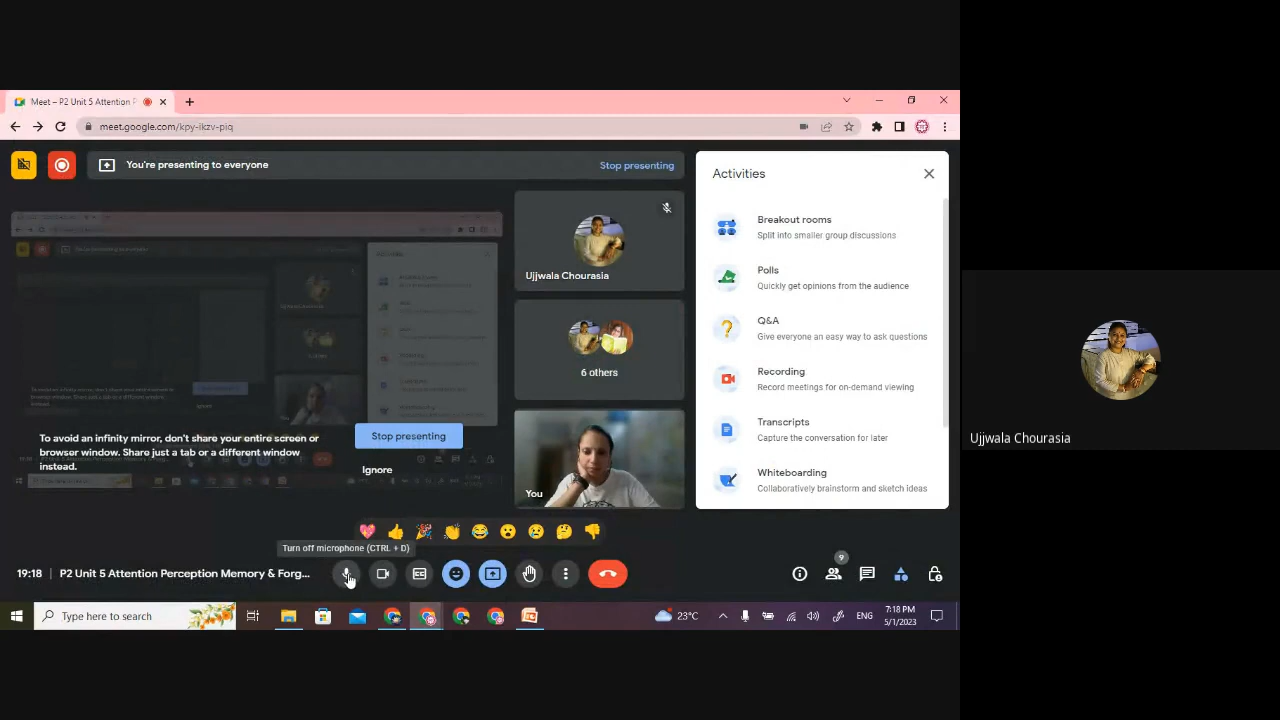 Meet – P2 Unit 5 Attention P
meet.google.com/kpy-ikzv-piq
You're presenting to everyone
Stop presenting
Activities
Breakout rooms
Split into smaller group discussions
Polls
Quickly get opinions from the audience
Q&A
Give everyone an easy way to ask questions
Recording
Record meetings for on-demand viewing
Transcripts
Capture the conversation for later
Whiteboarding
Collaboratively brainstorm and sketch ideas
Ujjwala Chourasia
6 others
You
To avoid an infinity mirror, don't share your entire screen or
browser window. Share just a tab or a different window
instead.
Stop presenting
Ignore
Turn off microphone (CTRL + D)
19:18 | P2 Unit 5 Attention Perception Memory & Forg...
9
Type here to search
23°C
ENG
7:18 PM
5/1/2023
Ujjwala Chourasia